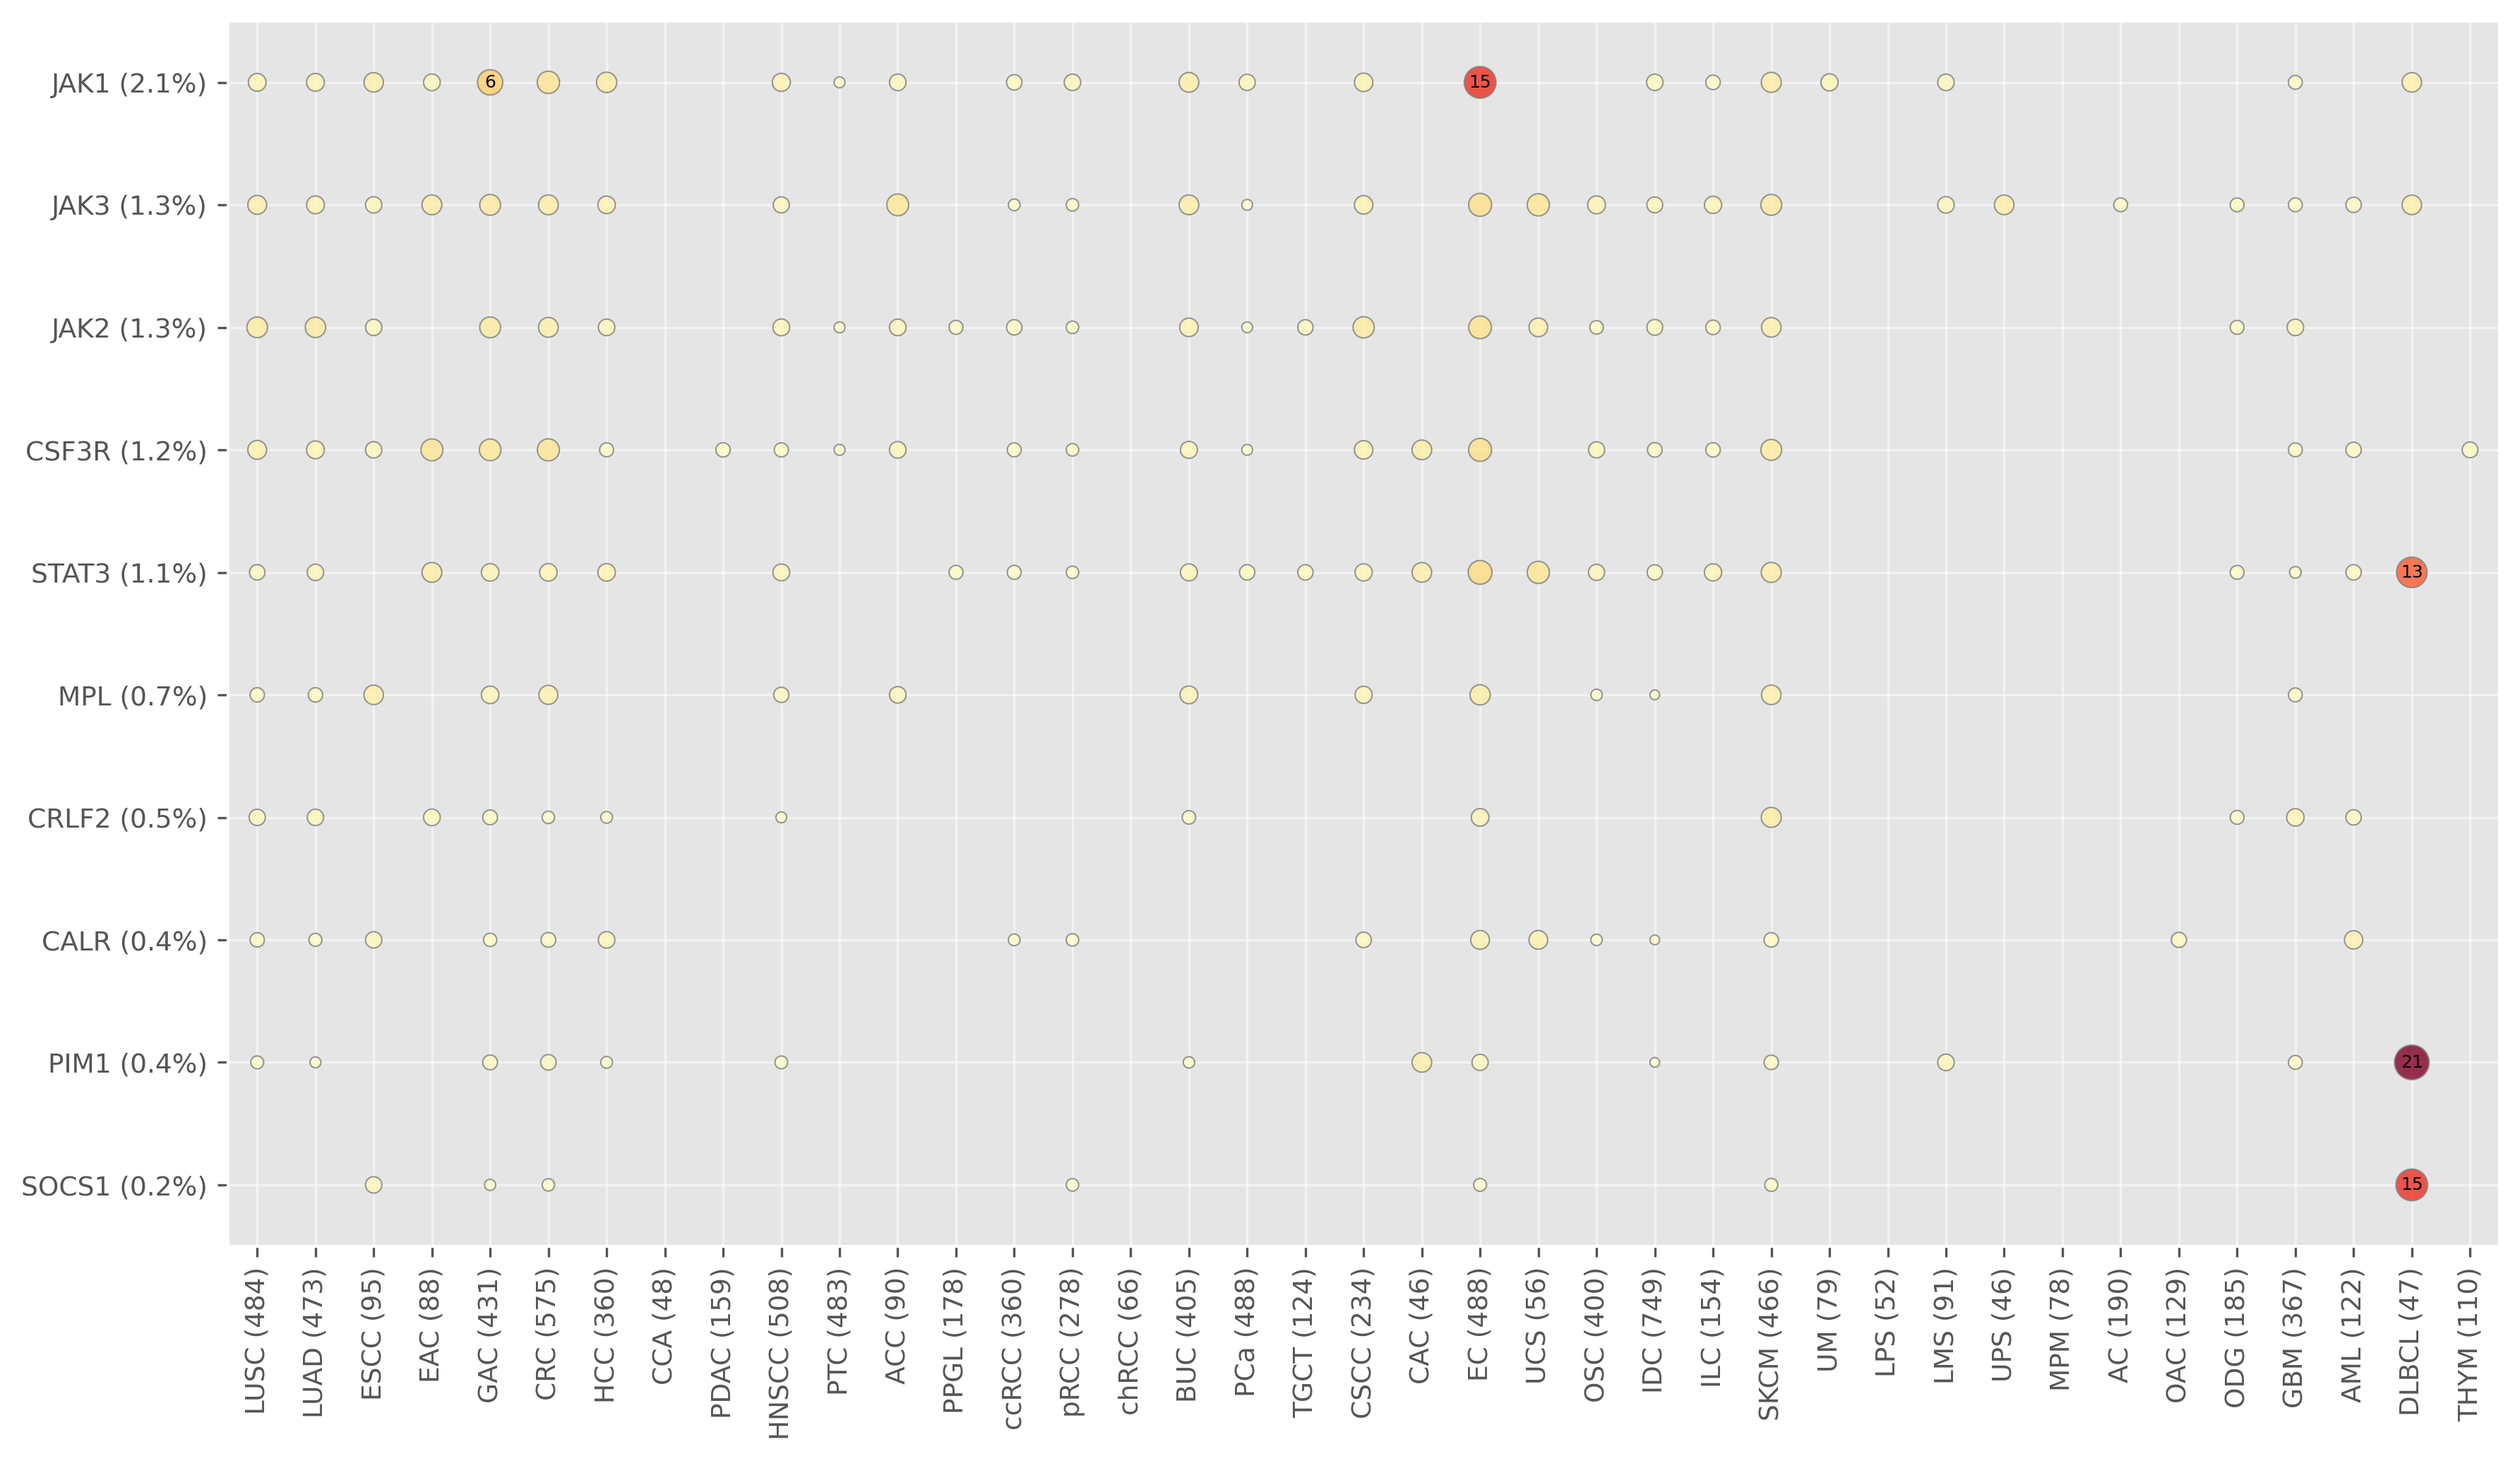 JAK1 (2.1%)
6
15
JAK3 (1.3%)
JAK2 (1.3%)
CSF3R (1.2%)
STAT3 (1.1%)
13
MPL (0.7%)
CRLF2 (0.5%)
CALR (0.4%)
PIM1 (0.4%)
21
SOCS1 (0.2%)
15
LUSC (484)
LUAD (473)
ESCC (95)
EAC (88)
GAC (431)
CRC (575)
HCC (360)
CCA (48)
PDAC (159)
HNSCC (508)
PTC (483)
ACC (90)
PPGL (178)
ccRCC (360)
pRCC (278)
chRCC (66)
BUC (405)
PCa (488)
TGCT (124)
CSCC (234)
CAC (46)
EC (488)
UCS (56)
OSC (400)
IDC (749)
ILC (154)
SKCM (466)
UM (79)
LPS (52)
LMS (91)
UPS (46)
MPM (78)
AC (190)
OAC (129)
ODG (185)
GBM (367)
AML (122)
DLBCL (47)
THYM (110)